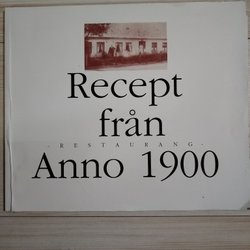 Recept
från
- RESTAURANG -
Anno 1900